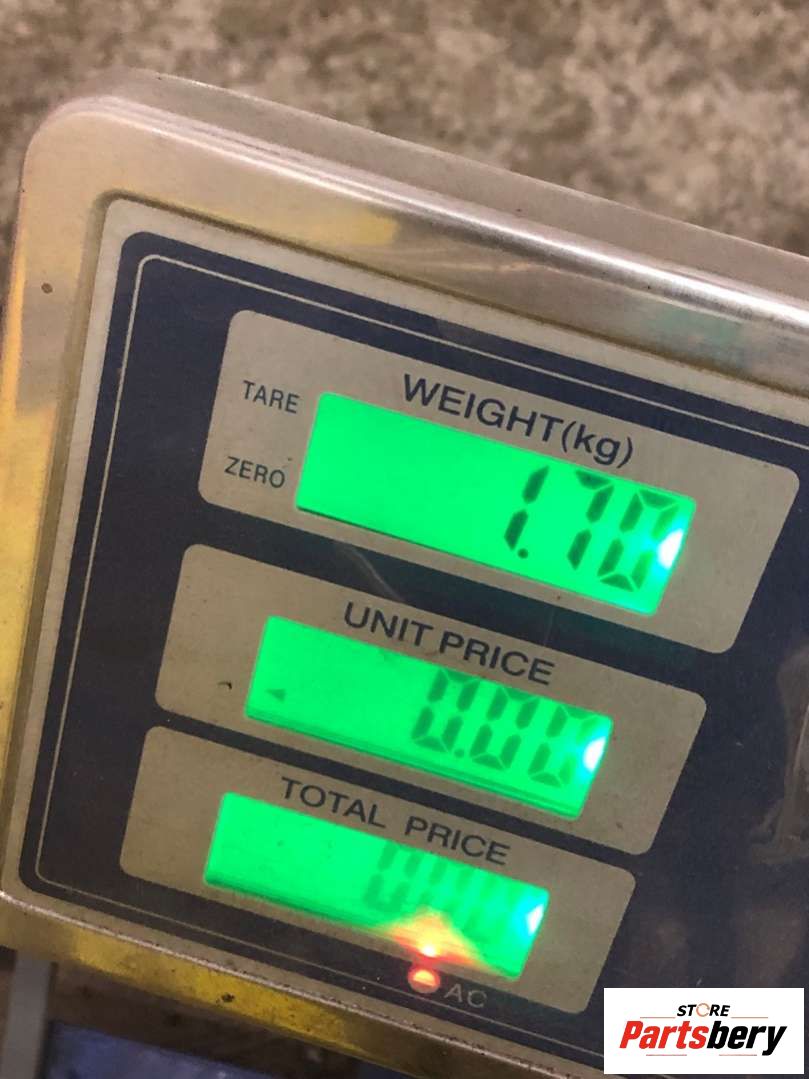 WEIGHT(kg)
TARE
ZERO
1.70
UNIT PRICE
0.00
TOTAL PRICE
AC
STORE
Partsbery